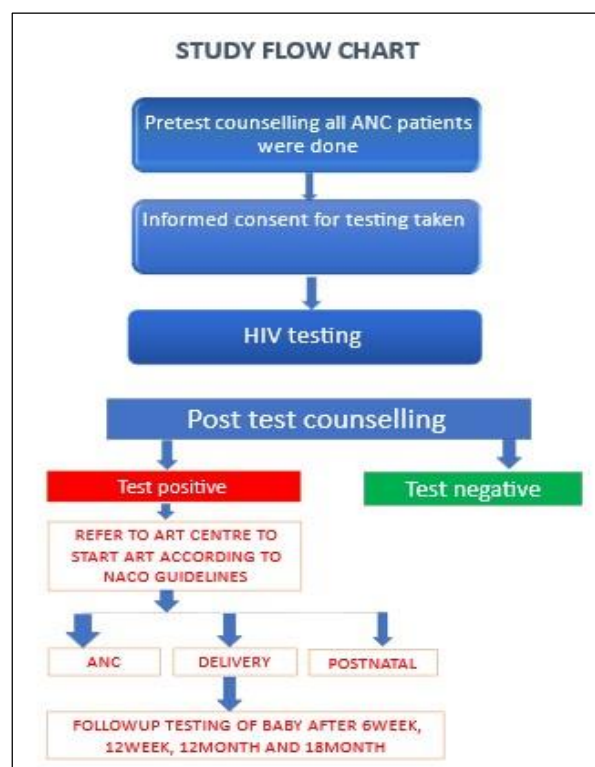 STUDY FLOW CHART
Pretest counselling all ANC patients
were done
Informed consent for testing taken
HIV testing
Post test counselling
Test positive
Test negative
REFER TO ART CENTRE TO
START ART ACCORDING TO
NACO GUIDELINES
ANC
DELIVERY
POSTNATAL
FOLLOWUP TESTING OF BABY AFTER 6WEEK,
12WEEK, 12MONTH AND 18MONTH